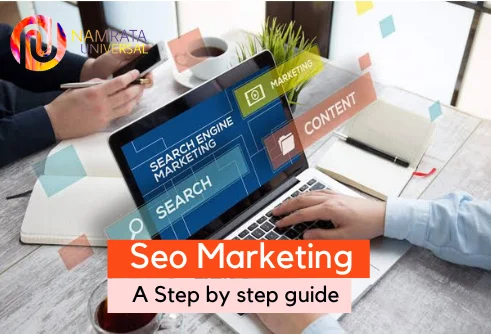 NAMRATA
UNIVERSAL
MARKETING
CONTENT
SEARCH ENGINE
MARKETING
SEARCH
Seo Marketing
A Step by step guide